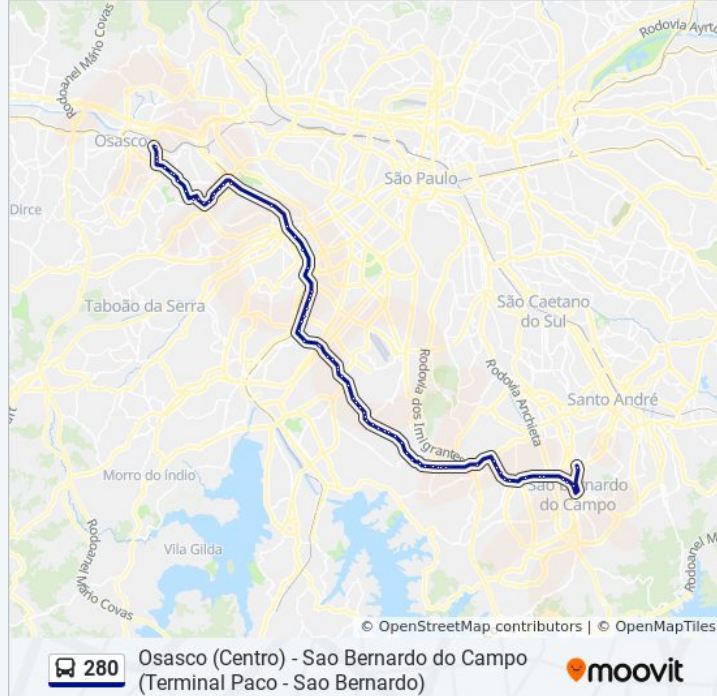 Rodoanel Mário Covas
Rodovia Ayrto
Osasco
São Paulo
Dirce
Taboão da Serra
São Caetano
do Sul
Rodovia dos Imigrantes
Rodovia Anchieta
Santo André
Morro do Índio
São Bernardo
do Campo
Vila Gilda
Rodoanel Mário Covas
Rodoanel M
© OpenStreetMap contributors | © OpenMapTiles
280
Osasco (Centro) - Sao Bernardo do Campo
(Terminal Paco - Sao Bernardo)
moovit